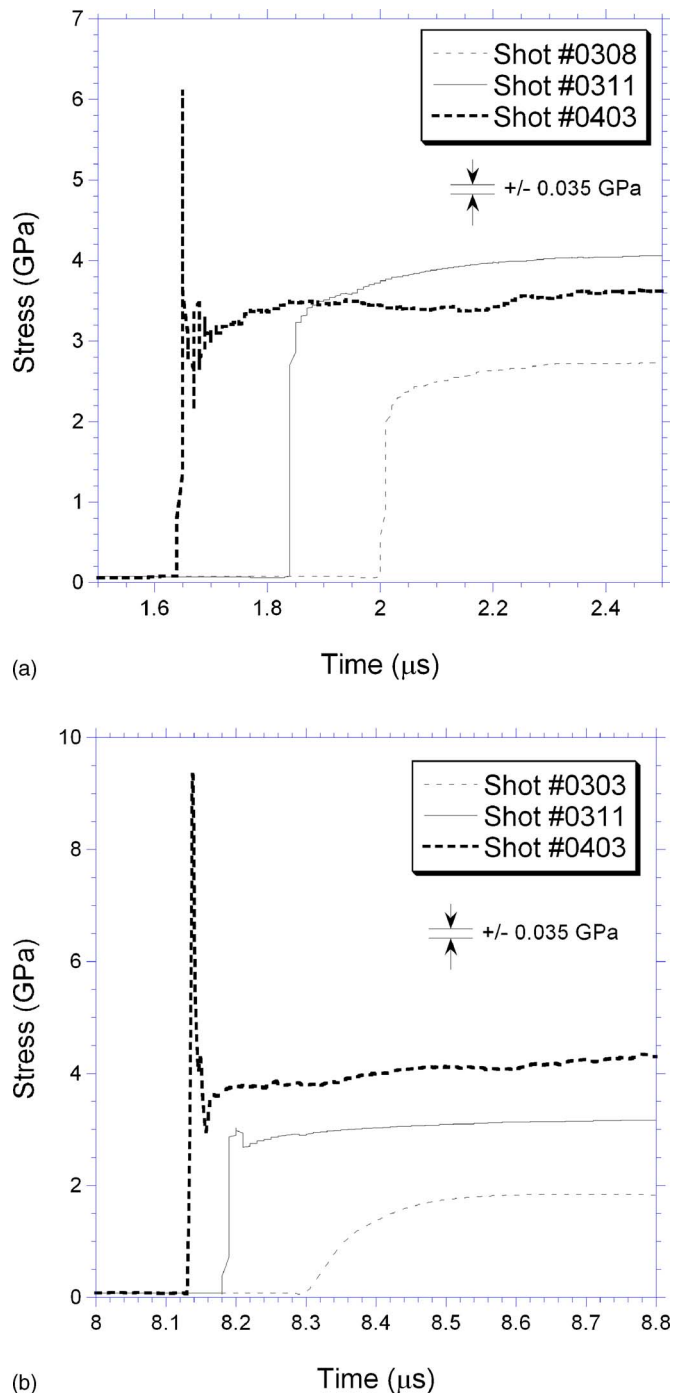 7
6
5
4
3
2
1
0
Stress (GPa)
Shot #0308
Shot #0311
Shot #0403
+/- 0.035 GPa
1.6
1.8
2
2.2
2.4
(a)
Time (μs)
10
8
6
4
2
0
Stress (GPa)
Shot #0303
Shot #0311
Shot #0403
+/- 0.035 GPa
8
8.1
8.2
8.3
8.4
8.5
8.6
8.7
8.8
(b)
Time (μs)